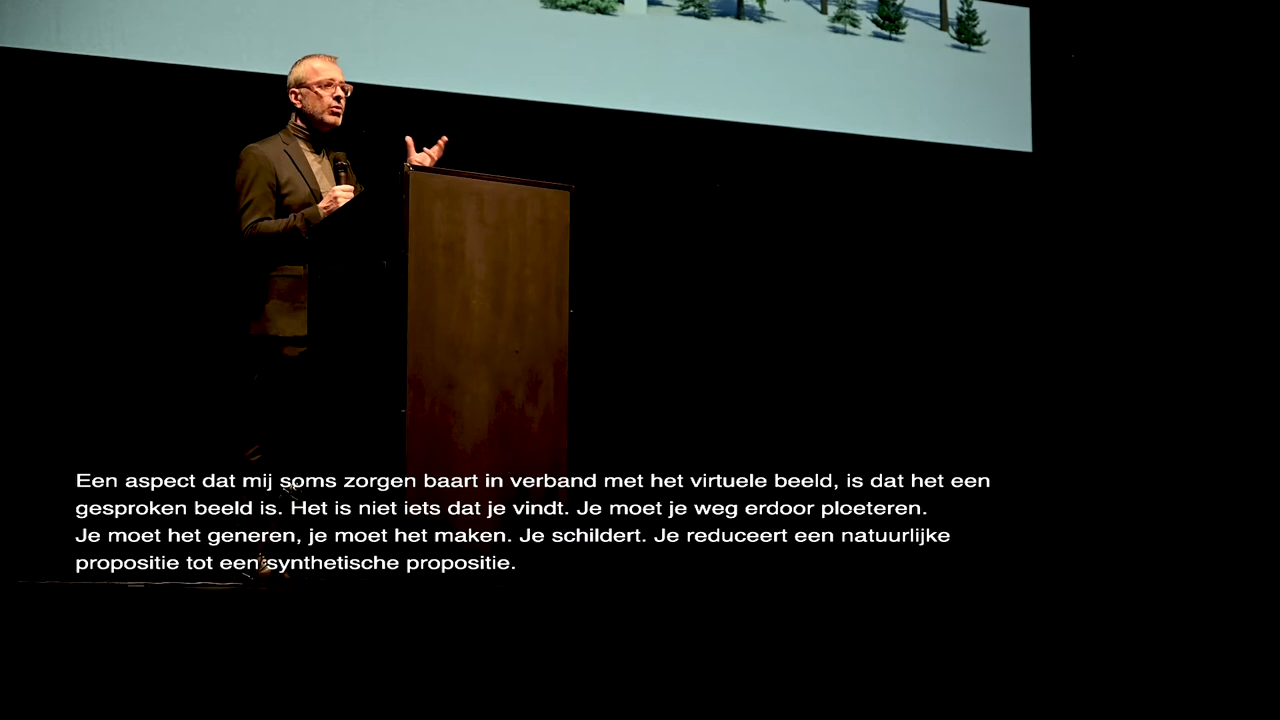 Een aspect dat mij soms zorgen baart in verband met het virtuele beeld, is dat het een
gesproken beeld is. Het is niet iets dat je vindt. Je moet je weg erdoor ploeteren.
Je moet het generen, je moet het maken. Je schildert. Je reduceert een natuurlijke
propositie tot een synthetische propositie.